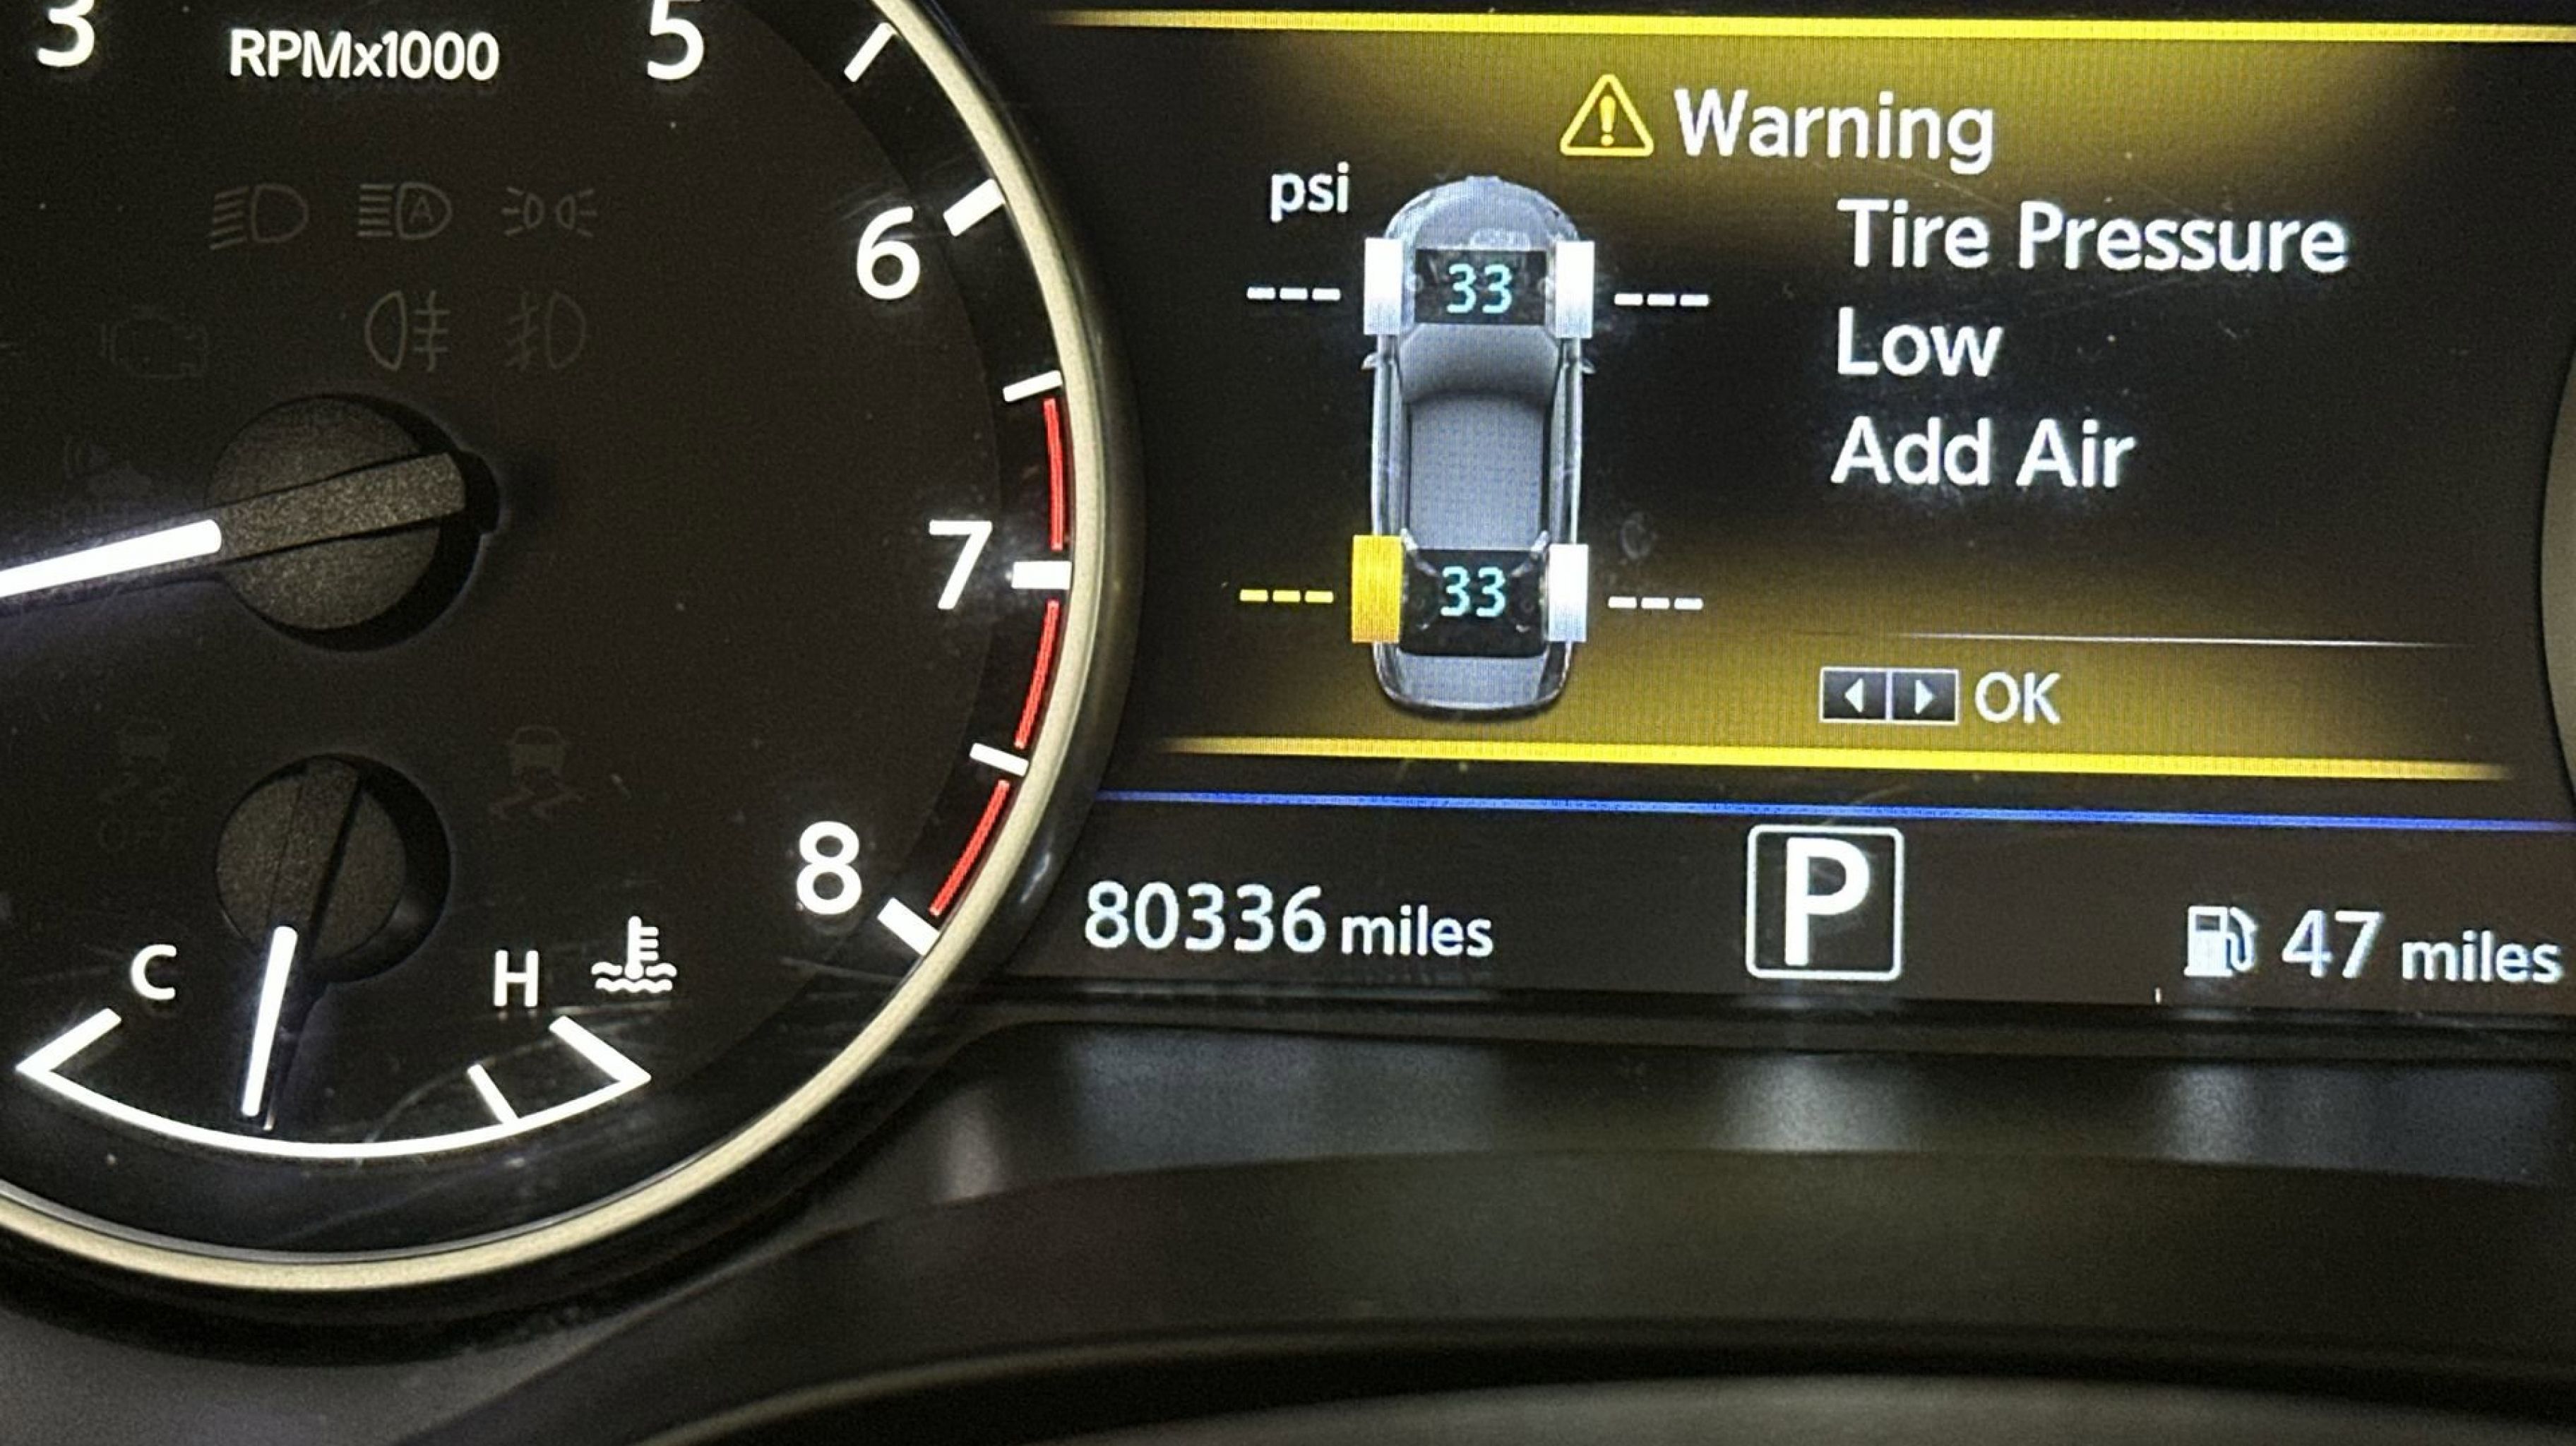 3
RPMx1000
5
6
7
8
C
H
A
OFF
Warning
psi
Tire Pressure
Low
Add Air
--- 33 ---
--- 33 ---
OK
80336 miles
P
47 miles